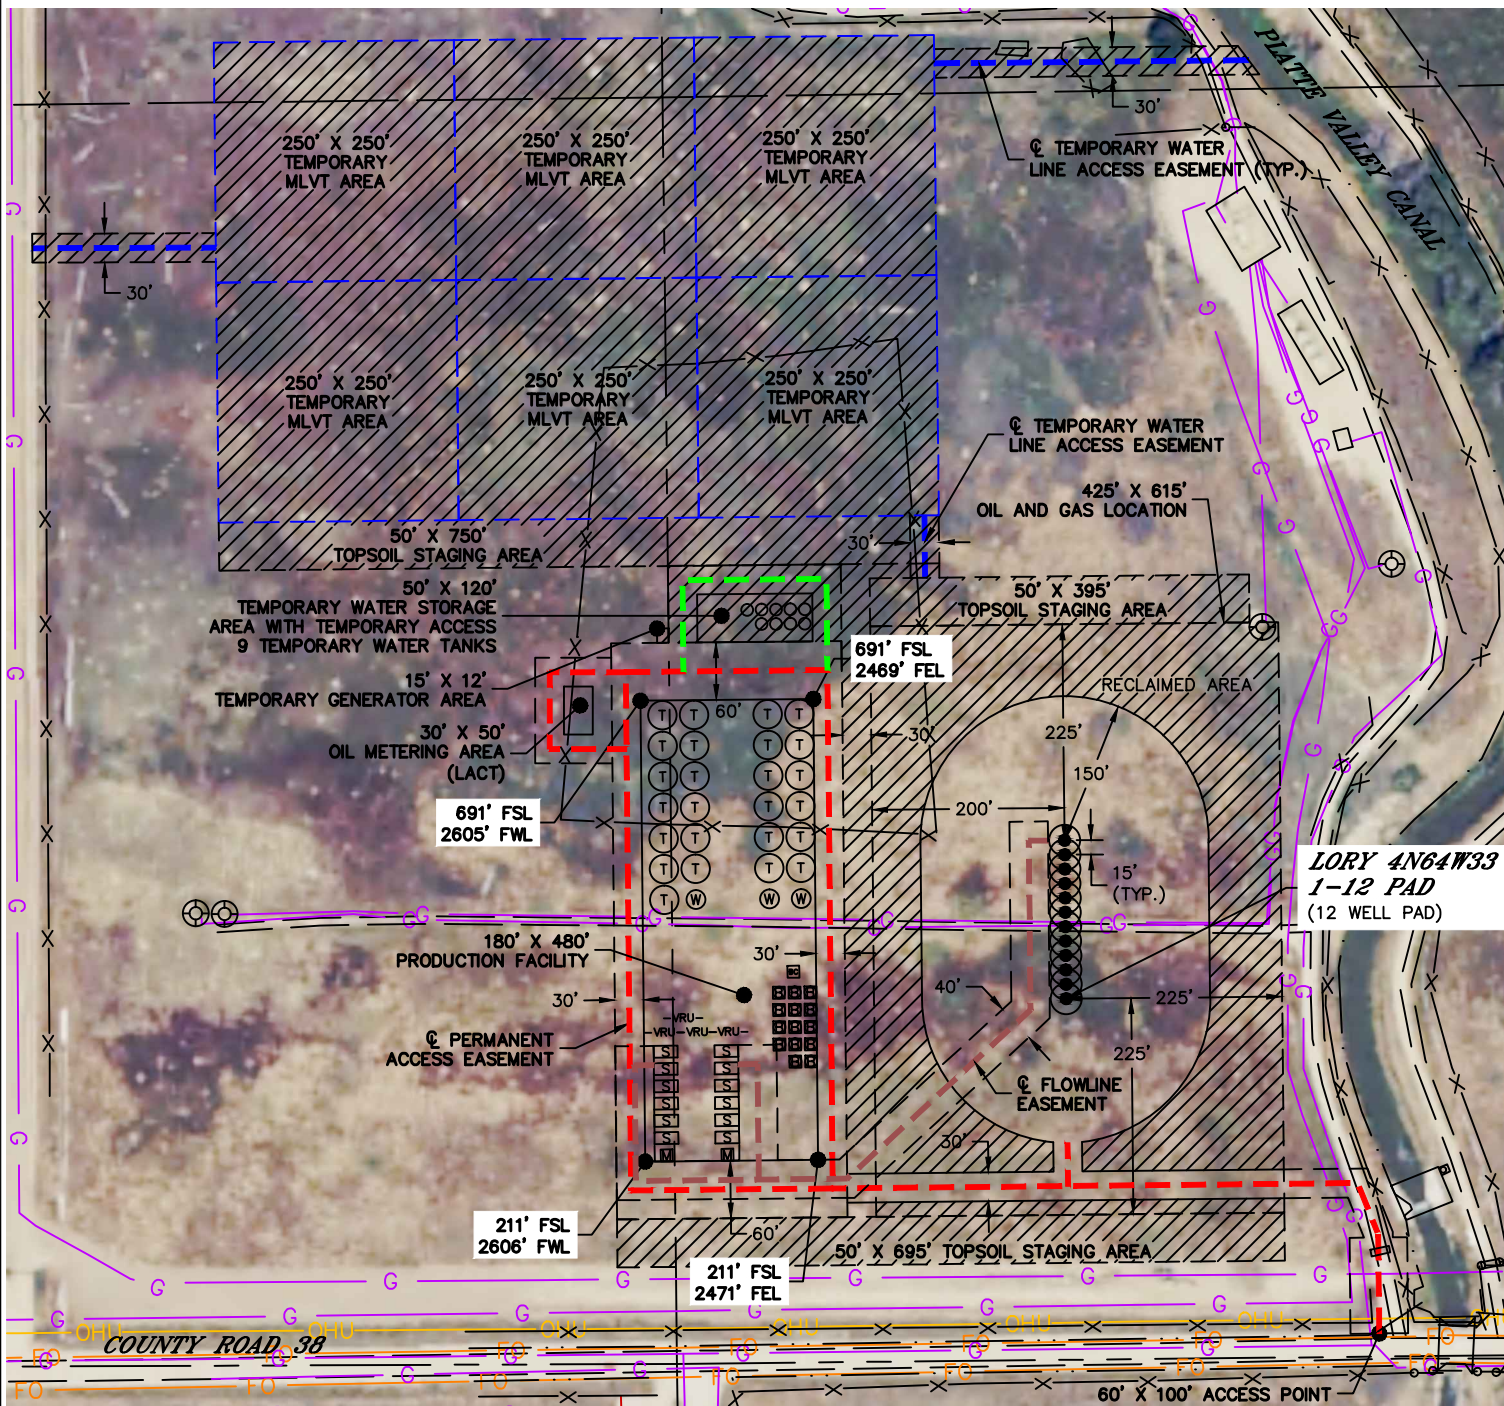 PLATTE VALLEY CANAL
30'
℄ TEMPORARY WATER
LINE ACCESS EASEMENT (TYP.)
250' X 250'
TEMPORARY
MLVT AREA
250' X 250'
TEMPORARY
MLVT AREA
250' X 250'
TEMPORARY
MLVT AREA
30'
250' X 250'
TEMPORARY
MLVT AREA
250' X 250'
TEMPORARY
MLVT AREA
250' X 250'
TEMPORARY
MLVT AREA
℄ TEMPORARY WATER
LINE ACCESS EASEMENT
425' X 615'
OIL AND GAS LOCATION
50' X 750'
TOPSOIL STAGING AREA
30'
50' X 120'
TEMPORARY WATER STORAGE
AREA WITH TEMPORARY ACCESS
9 TEMPORARY WATER TANKS
50' X 395'
TOPSOIL STAGING AREA
691' FSL
2469' FEL
15' X 12'
TEMPORARY GENERATOR AREA
RECLAIMED AREA
60'
30'
225'
30' X 50'
OIL METERING AREA
(LACT)
150'
200'
691' FSL
2605' FWL
15'
(TYP.)
LORY 4N64W33
1-12 PAD
(12 WELL PAD)
180' X 480'
PRODUCTION FACILITY
30'
30'
40'
225'
-VRU-
-VRU-VRU-VRU-
℄ PERMANENT
ACCESS EASEMENT
225'
℄ FLOWLINE
EASEMENT
30'
211' FSL
2606' FWL
60'
50' X 695' TOPSOIL STAGING AREA
211' FSL
2471' FEL
COUNTY ROAD 38
60' X 100' ACCESS POINT